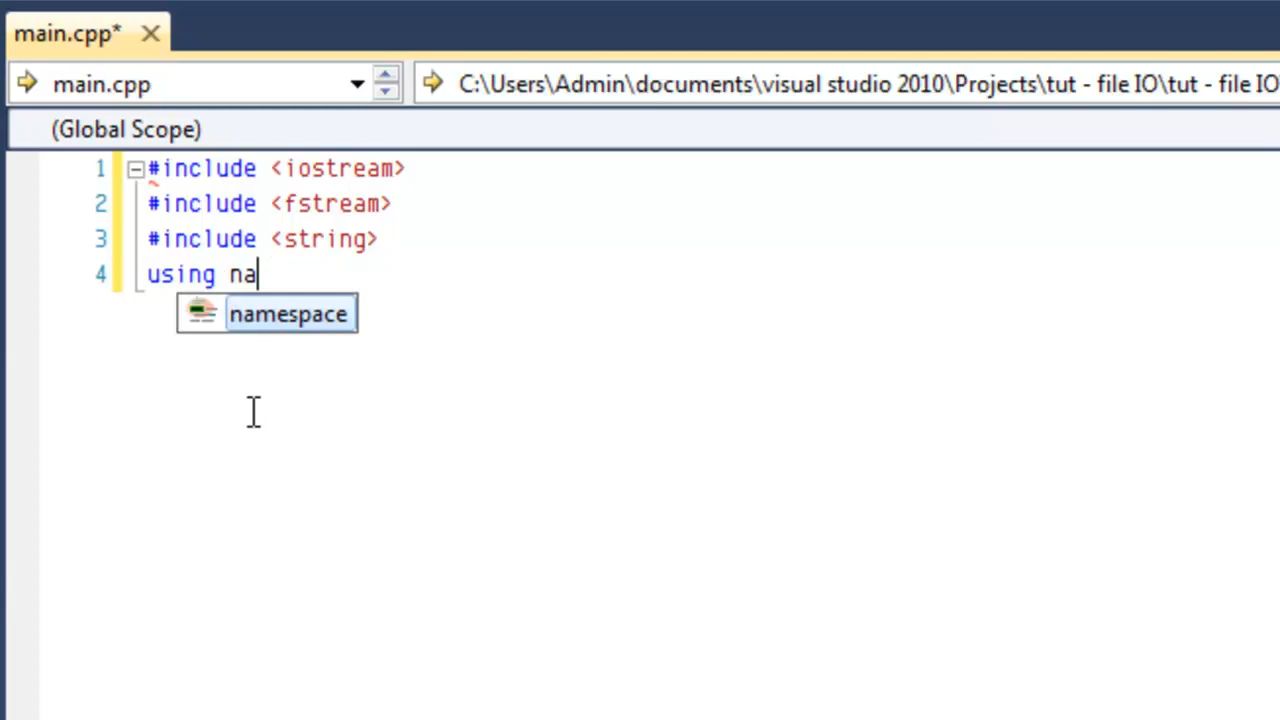 main.cpp*
main.cpp
C:\Users\Admin\documents\visual studio 2010\Projects\tut - file IO\tut - file IO
(Global Scope)
1 #include <iostream>
2 #include <fstream>
3 #include <string>
4 using na
namespace